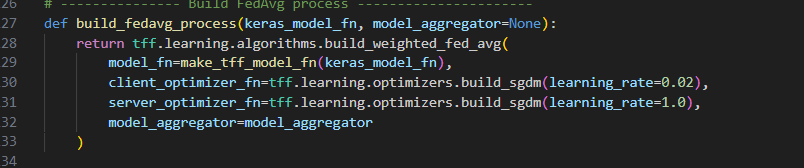 26 # --------------- Build FedAvg process ----------------------
27 def build_fedavg_process(keras_model_fn, model_aggregator=None):
28     return tff.learning.algorithms.build_weighted_fed_avg(
29         model_fn=make_tff_model_fn(keras_model_fn),
30         client_optimizer_fn=tff.learning.optimizers.build_sgdm(learning_rate=0.02),
31         server_optimizer_fn=tff.learning.optimizers.build_sgdm(learning_rate=1.0),
32         model_aggregator=model_aggregator
33     )
34